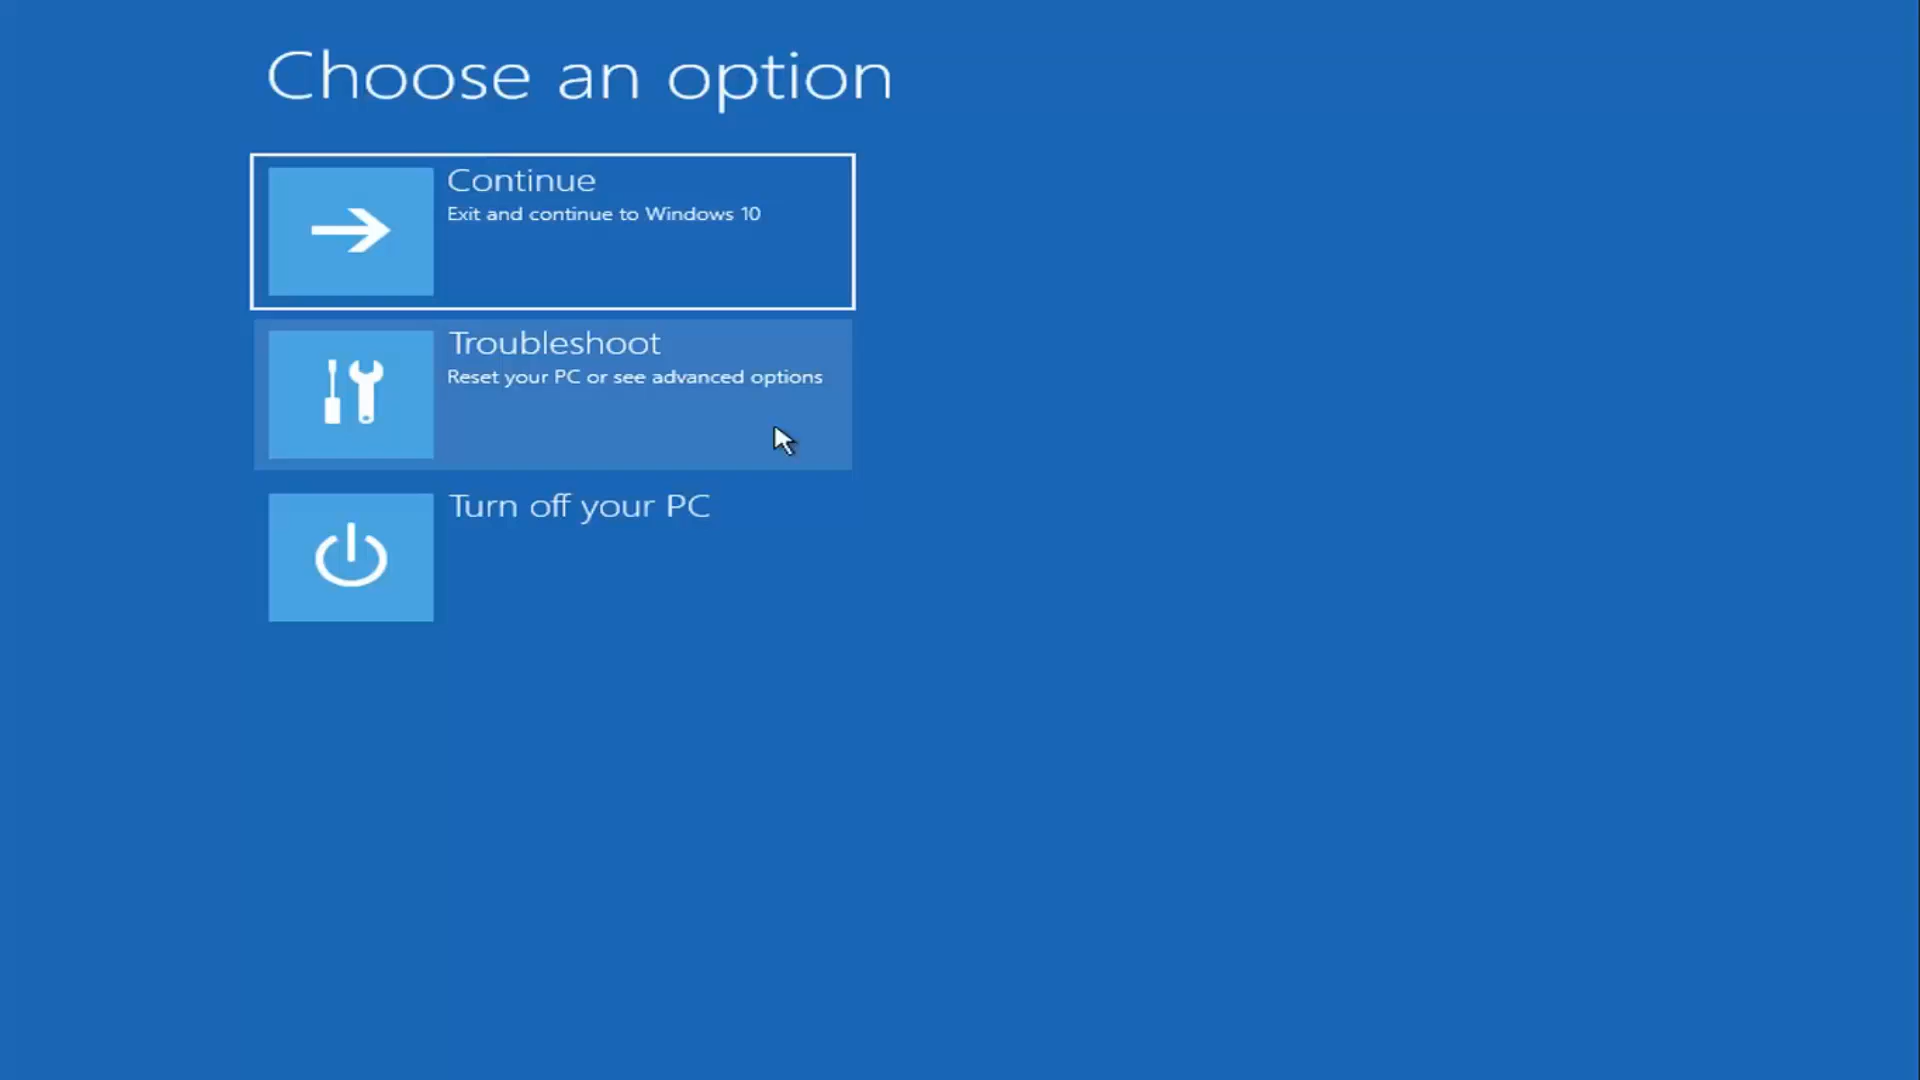 Choose an option
Continue
Exit and continue to Windows 10
Troubleshoot
Reset your PC or see advanced options
Turn off your PC